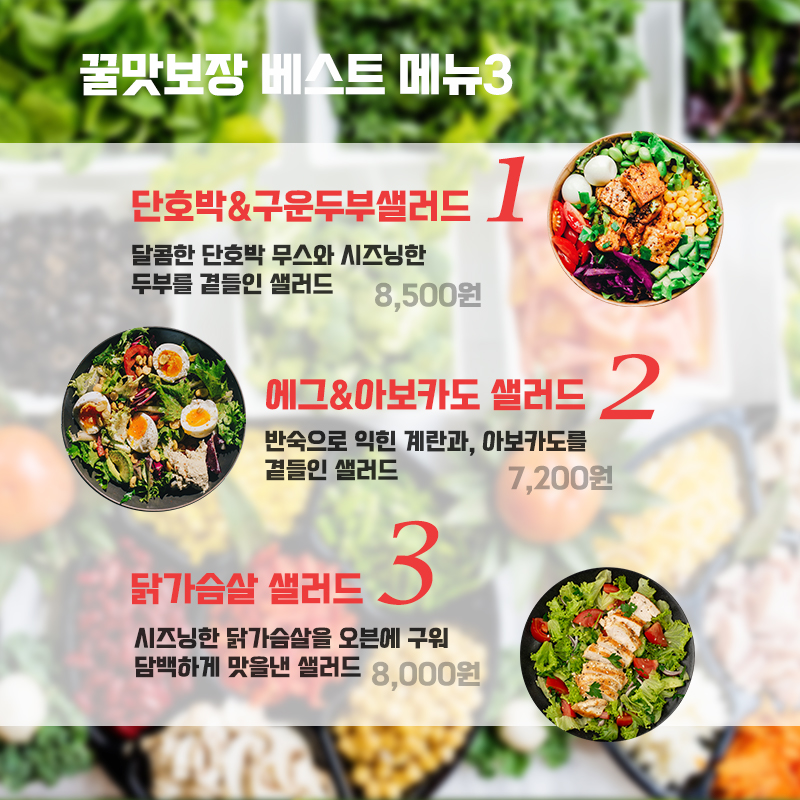 꿀맛보장 베스트 메뉴3
단호박&구운두부샐러드 1
달콤한 단호박 무스와 시즈닝한
두부를 곁들인 샐러드 8,500원
에그&아보카도 샐러드 2
반숙으로 익힌 계란과, 아보카도를
곁들인 샐러드 7,200원
닭가슴살 샐러드 3
시즈닝한 닭가슴살을 오븐에 구워
담백하게 맛을낸 샐러드 8,000원